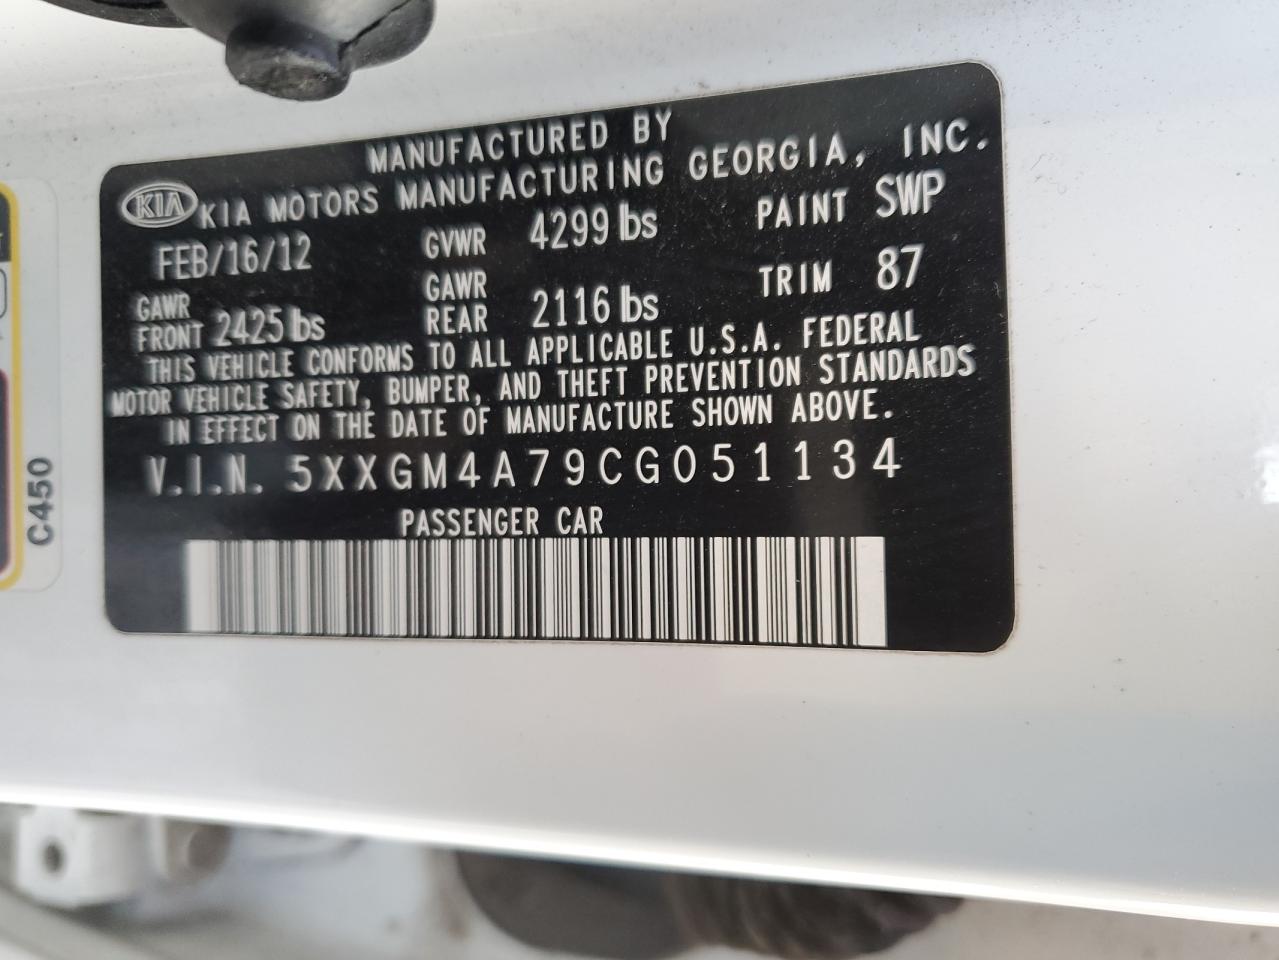 MANUFACTURED BY
KIA KIA MOTORS MANUFACTURING GEORGIA, INC.
FEB/16/12 GVWR 4299 lbs PAINT SWP
GAWR FRONT 2425 lbs GAWR REAR 2116 lbs TRIM 87
THIS VEHICLE CONFORMS TO ALL APPLICABLE U.S.A. FEDERAL
MOTOR VEHICLE SAFETY, BUMPER, AND THEFT PREVENTION STANDARDS
IN EFFECT ON THE DATE OF MANUFACTURE SHOWN ABOVE.
V.I.N. 5XXGM4A79CG051134
PASSENGER CAR
C450